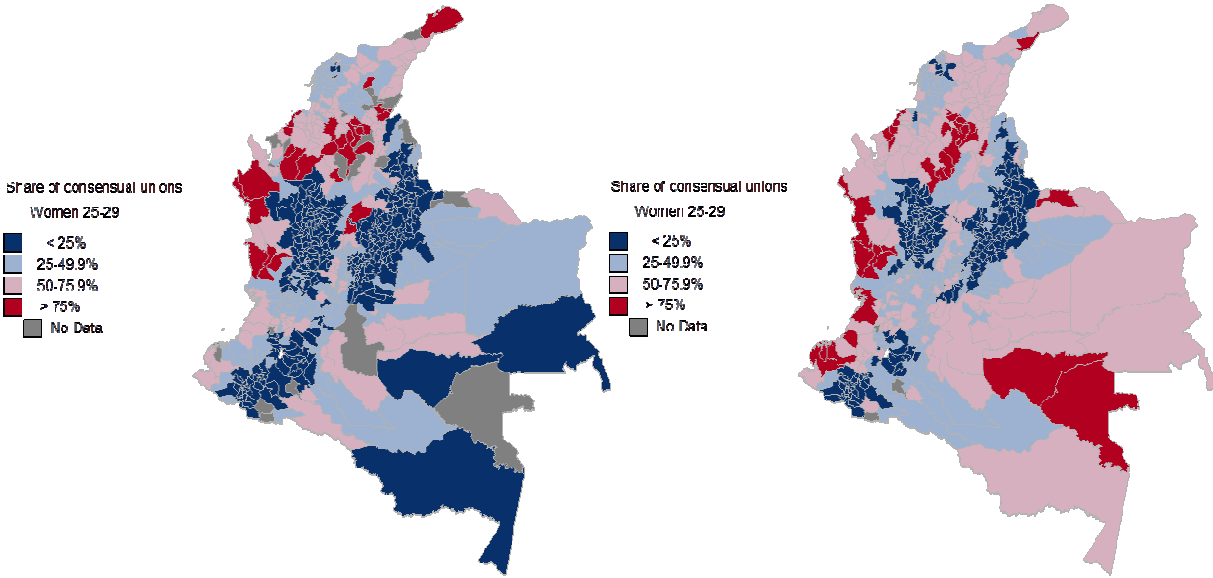 Share of consensual unions
Women 25-29
< 25%
25-49.9%
50-75.9%
> 75%
No Data
Share of consensual unions
Women 25-29
< 25%
25-49.9%
50-75.9%
> 75%
No Data